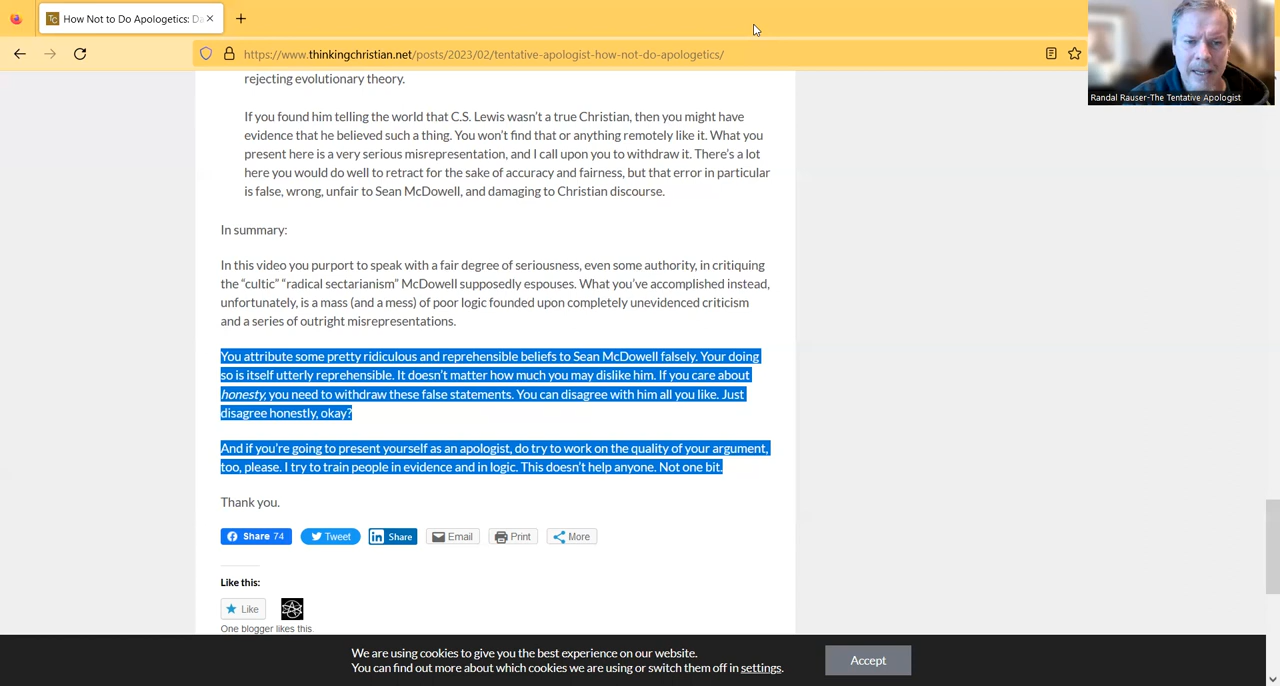 How Not to Do Apologetics: Da
https://www.thinkingchristian.net/posts/2023/02/tentative-apologist-how-not-do-apologetics/
Randal Rauser-The Tentative Apologist
rejecting evolutionary theory.
If you found him telling the world that C.S. Lewis wasn't a true Christian, then you might have
evidence that he believed such a thing. You won't find that or anything remotely like it. What you
present here is a very serious misrepresentation, and I call upon you to withdraw it. There's a lot
here you would do well to retract for the sake of accuracy and fairness, but that error in particular
is false, wrong, unfair to Sean McDowell, and damaging to Christian discourse.
In summary:
In this video you purport to speak with a fair degree of seriousness, even some authority, in critiquing
the “cultic” “radical sectarianism” McDowell supposedly espouses. What you've accomplished instead,
unfortunately, is a mass (and a mess) of poor logic founded upon completely unevidenced criticism
and a series of outright misrepresentations.
You attribute some pretty ridiculous and reprehensible beliefs to Sean McDowell falsely. Your doing
so is itself utterly reprehensible. It doesn't matter how much you may dislike him. If you care about
honesty, you need to withdraw these false statements. You can disagree with him all you like. Just
disagree honestly, okay?
And if you're going to present yourself as an apologist, do try to work on the quality of your argument,
too, please. I try to train people in evidence and in logic. This doesn't help anyone. Not one bit.
Thank you.
Share 74 Tweet Share Email Print More
Like this:
Like
One blogger likes this.
We are using cookies to give you the best experience on our website.
You can find out more about which cookies we are using or switch them off in settings.
Accept